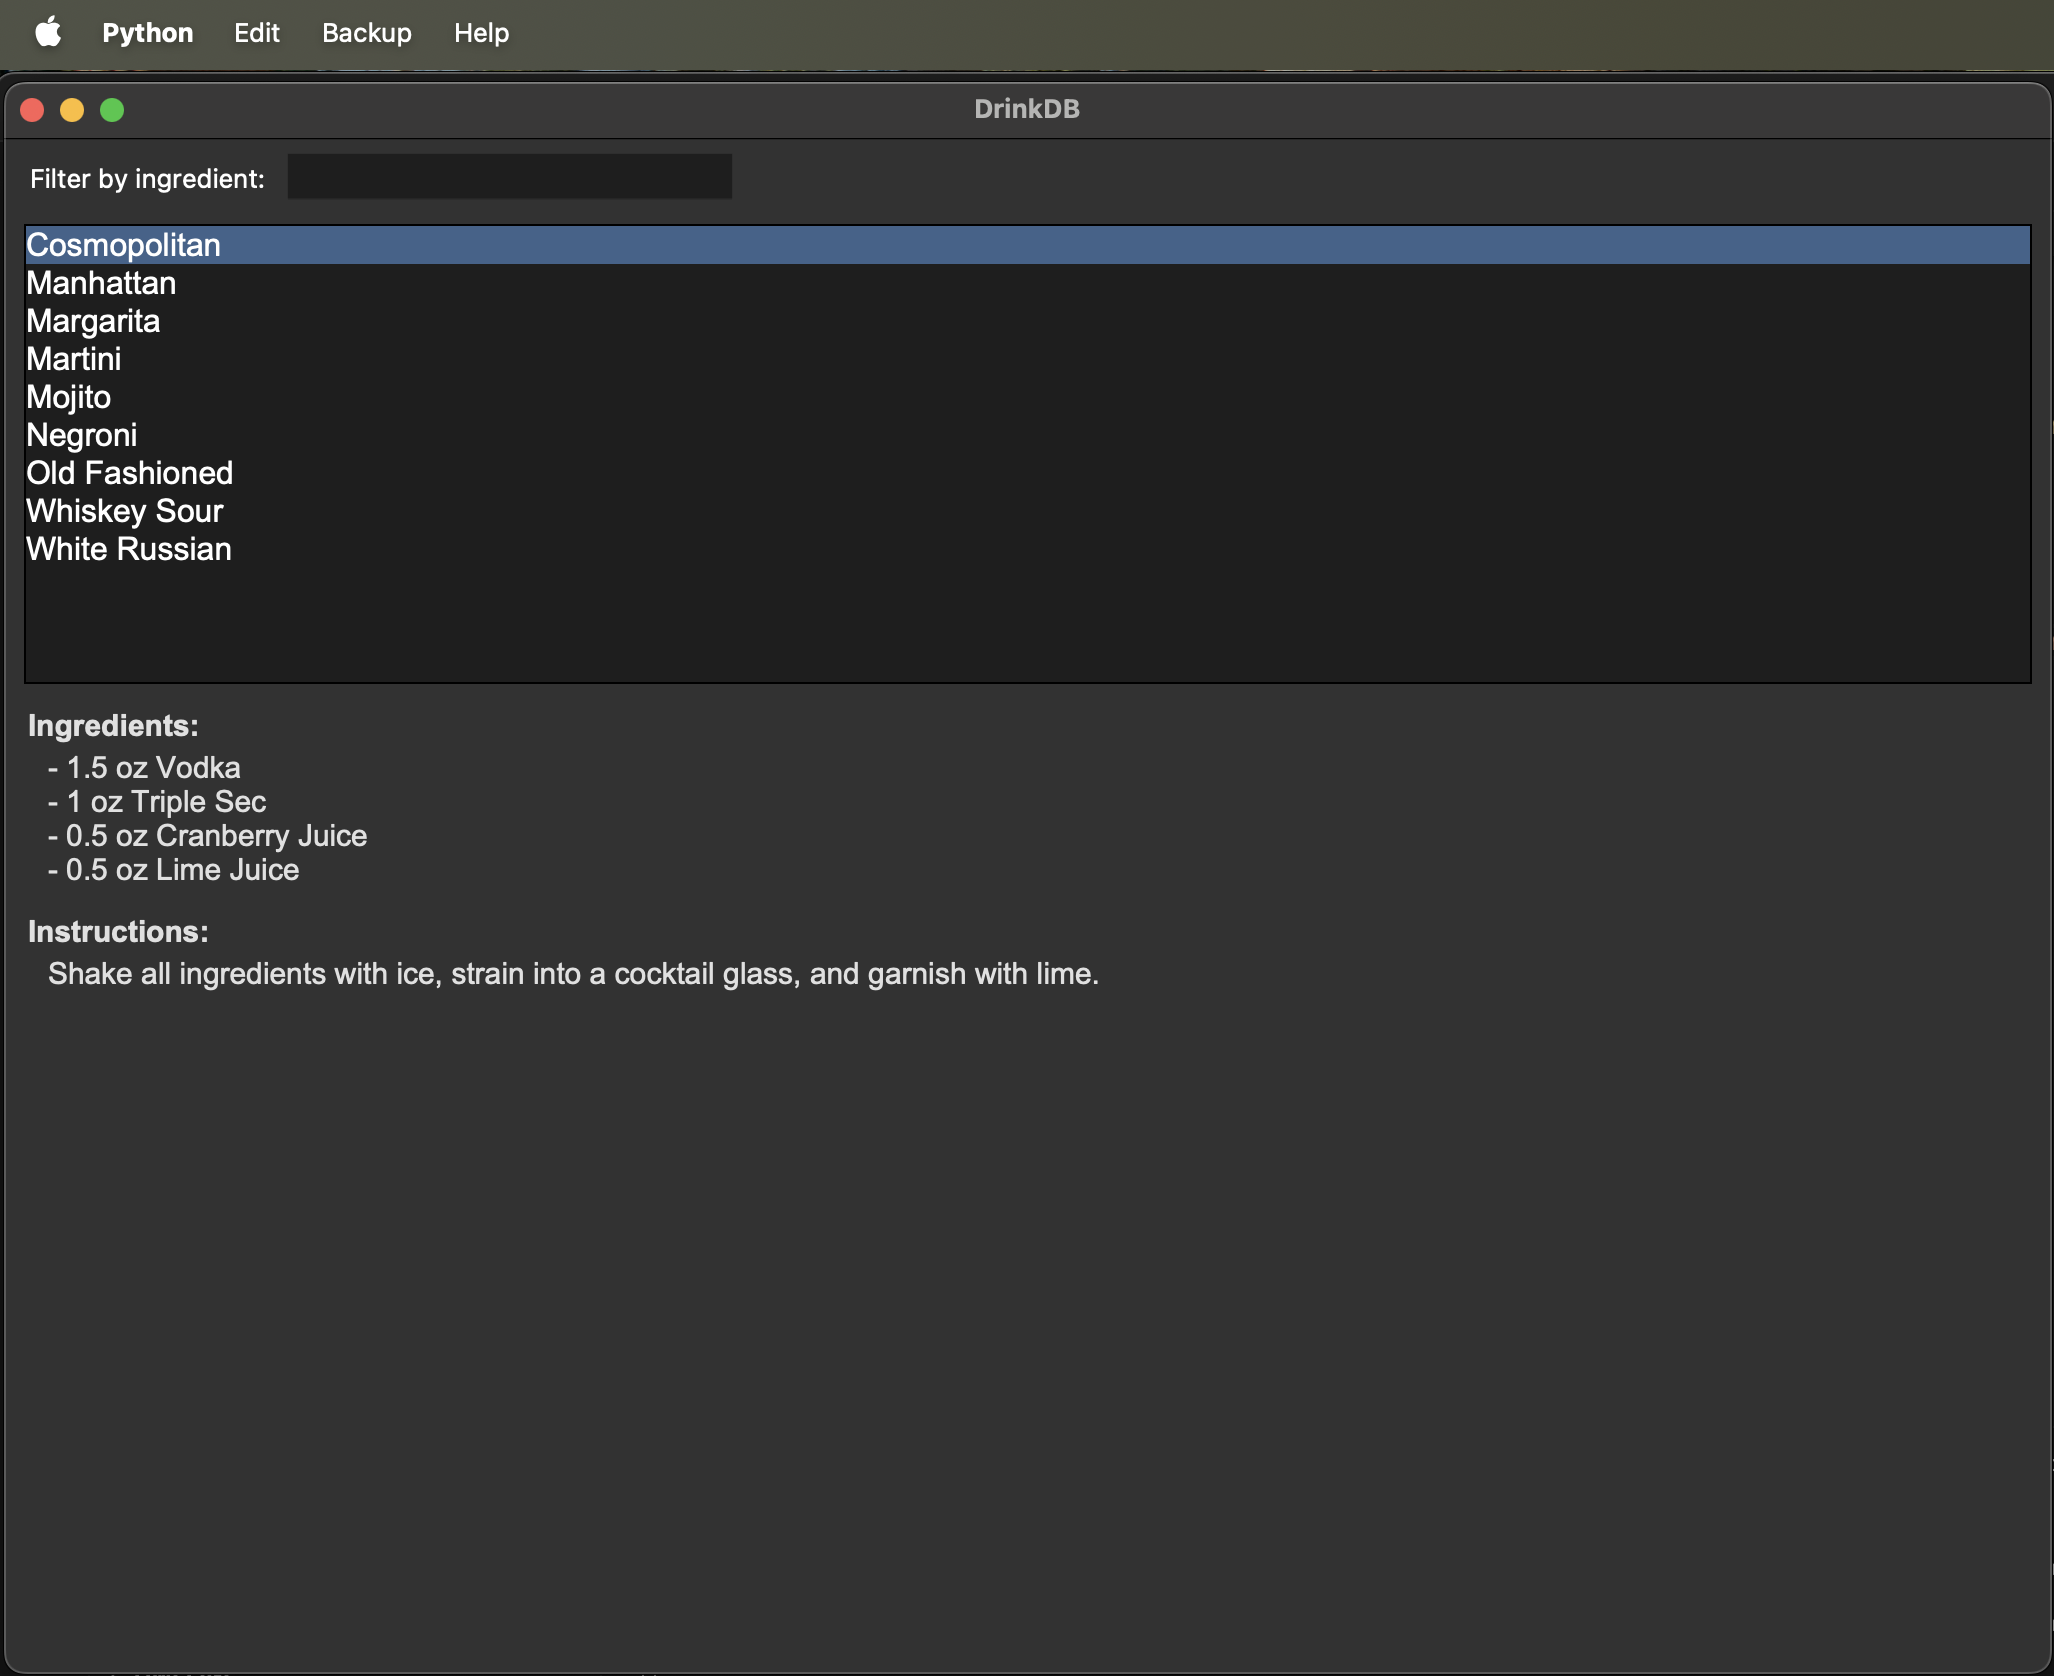 Python Edit Backup Help
DrinkDB
Filter by ingredient:
Cosmopolitan
Manhattan
Margarita
Martini
Mojito
Negroni
Old Fashioned
Whiskey Sour
White Russian
Ingredients:
- 1.5 oz Vodka
- 1 oz Triple Sec
- 0.5 oz Cranberry Juice
- 0.5 oz Lime Juice
Instructions:
Shake all ingredients with ice, strain into a cocktail glass, and garnish with lime.